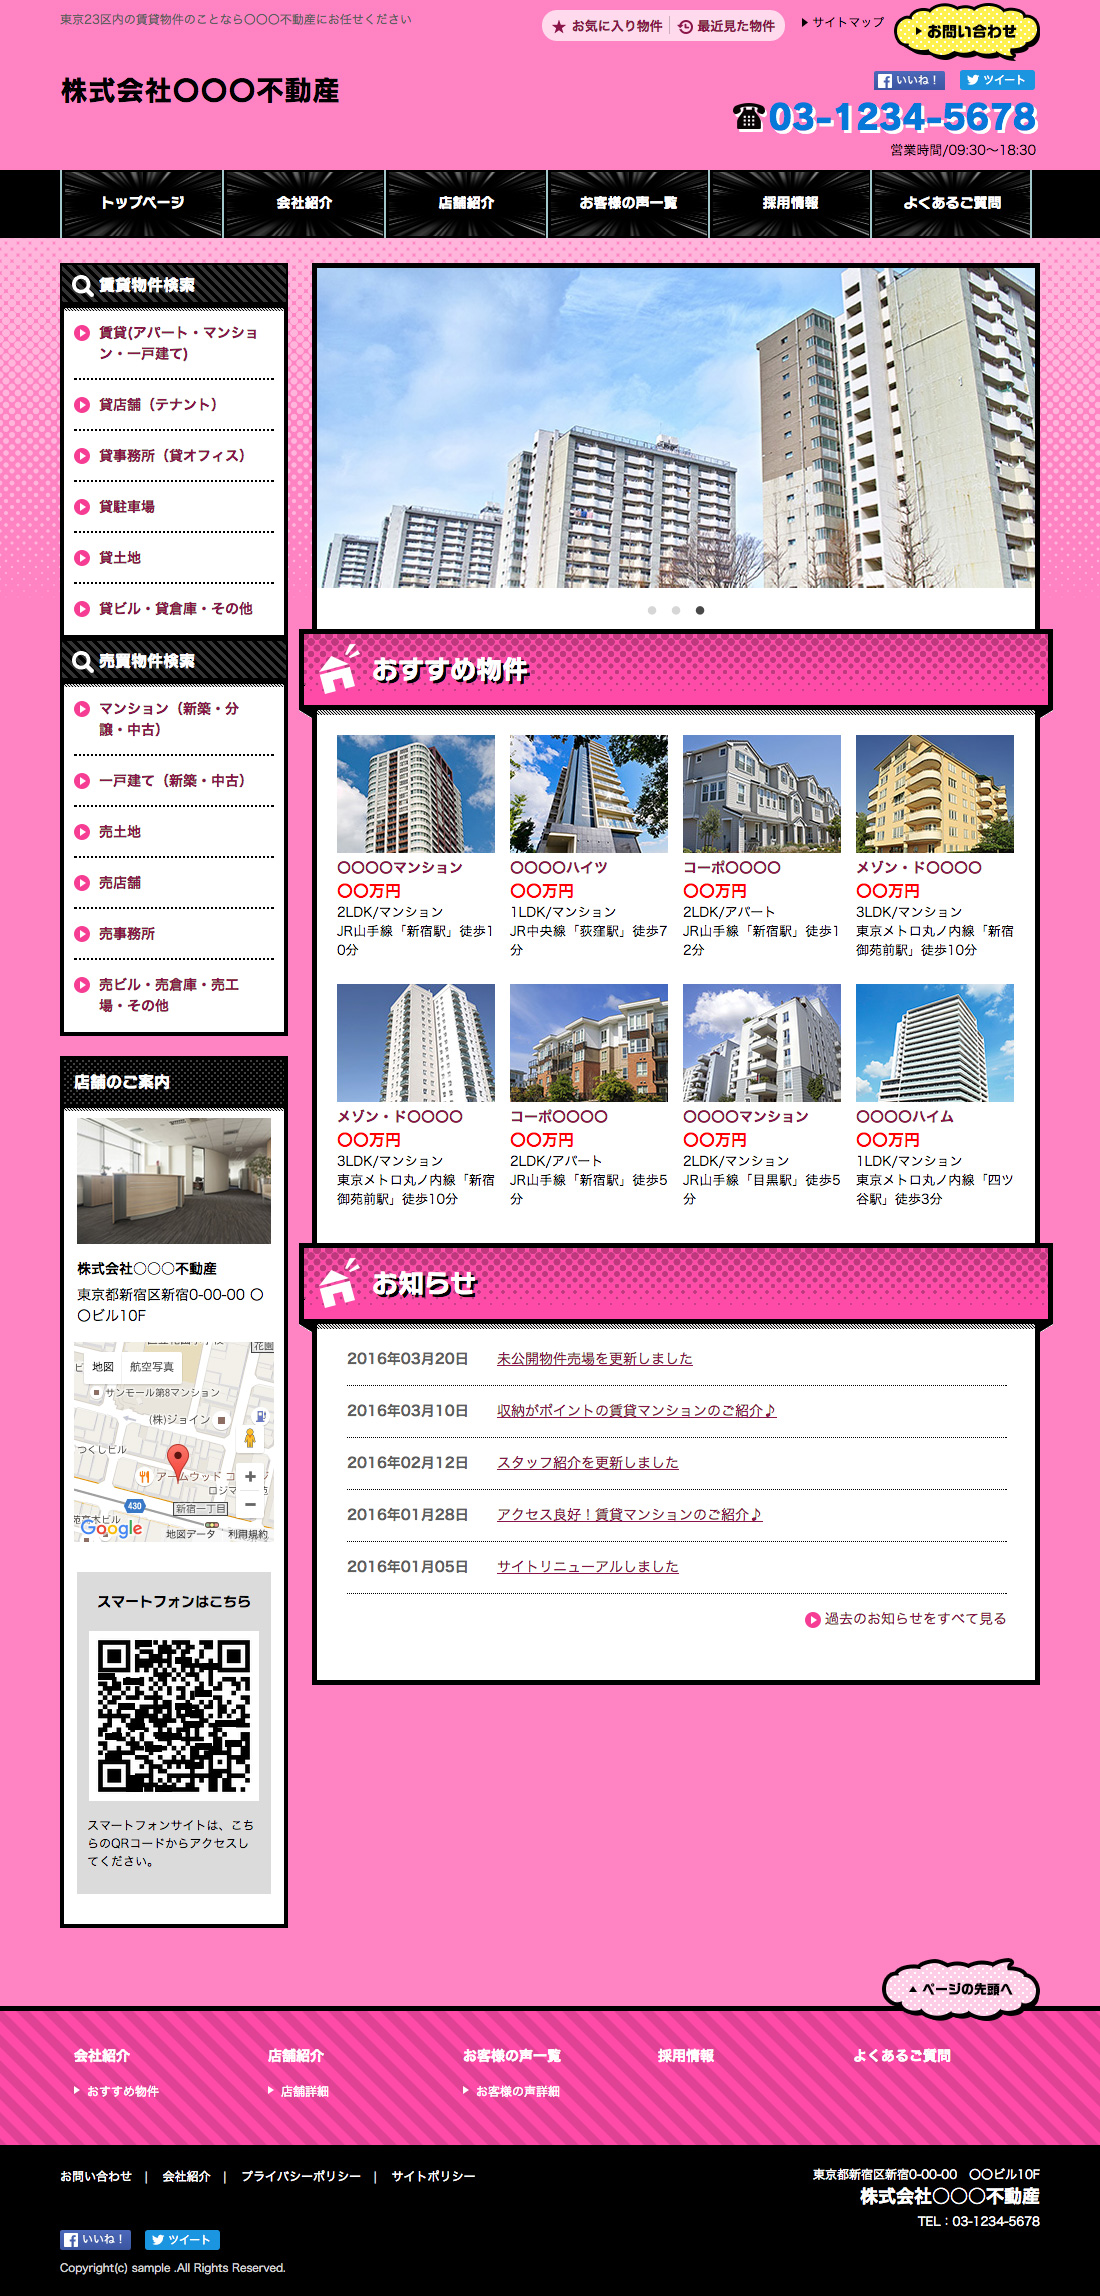 東京23区内の賃貸物件のことなら〇〇〇不動産にお任せください
お気に入り物件
最近見た物件
サイトマップ
お問い合わせ
株式会社〇〇〇不動産
いいね！
ツイート
03-1234-5678
営業時間/09:30～18:30
トップページ
会社紹介
店舗紹介
お客様の声一覧
採用情報
よくあるご質問
賃貸物件検索
賃貸(アパート・マンショ
ン・一戸建て)
貸店舗（テナント）
貸事務所（貸オフィス）
貸駐車場
貸土地
貸ビル・貸倉庫・その他
売買物件検索
マンション（新築・分
譲・中古）
一戸建て（新築・中古）
売土地
売店舗
売事務所
売ビル・売倉庫・売工
場・その他
店舗のご案内
株式会社〇〇〇不動産
東京都新宿区新宿0-00-00 〇
〇ビル10F
花園
ビ
地図
航空写真
サンモール第8マンション
(株)ジョイン
つくしビル
アームウッド コ
ロジマ
430
新宿一丁目
Google
地図データ
利用規約
スマートフォンはこちら
スマートフォンサイトは、こち
らのQRコードからアクセスし
てください。
おすすめ物件
〇〇〇〇マンション
〇〇万円
2LDK/マンション
JR山手線「新宿駅」徒歩1
0分
〇〇〇〇ハイツ
〇〇万円
1LDK/マンション
JR中央線「荻窪駅」徒歩7
分
コーポ〇〇〇〇
〇〇万円
2LDK/アパート
JR山手線「新宿駅」徒歩1
2分
メゾン・ド〇〇〇〇
〇〇万円
3LDK/マンション
東京メトロ丸ノ内線「新宿
御苑前駅」徒歩10分
メゾン・ド〇〇〇〇
〇〇万円
3LDK/マンション
東京メトロ丸ノ内線「新宿
御苑前駅」徒歩10分
コーポ〇〇〇〇
〇〇万円
2LDK/アパート
JR山手線「新宿駅」徒歩5
分
〇〇〇〇マンション
〇〇万円
2LDK/マンション
JR山手線「目黒駅」徒歩5
分
〇〇〇〇ハイム
〇〇万円
1LDK/マンション
東京メトロ丸ノ内線「四ツ
谷駅」徒歩3分
お知らせ
2016年03月20日 未公開物件売場を更新しました
2016年03月10日 収納がポイントの賃貸マンションのご紹介♪
2016年02月12日 スタッフ紹介を更新しました
2016年01月28日 アクセス良好！賃貸マンションのご紹介♪
2016年01月05日 サイトリニューアルしました
過去のお知らせをすべて見る
ページの先頭へ
会社紹介
おすすめ物件
店舗紹介
店舗詳細
お客様の声一覧
お客様の声詳細
採用情報
よくあるご質問
お問い合わせ | 会社紹介 | プライバシーポリシー | サイトポリシー
東京都新宿区新宿0-00-00 〇〇ビル10F
株式会社〇〇〇不動産
TEL：03-1234-5678
いいね！
ツイート
Copyright(c) sample .All Rights Reserved.